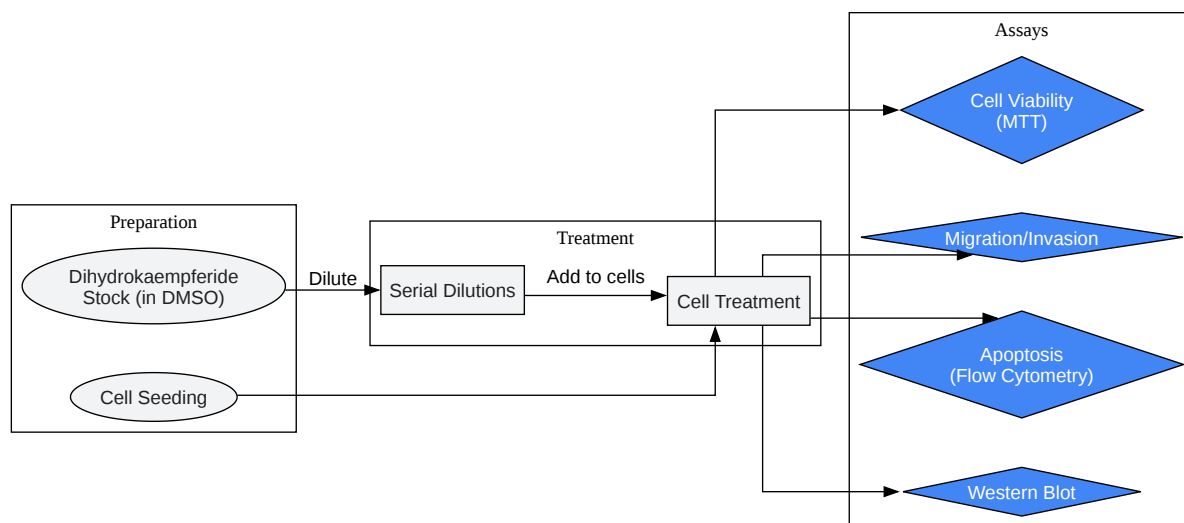 Preparation
Dihydrokaempferide
Stock (in DMSO)
Cell Seeding
Dilute
Treatment
Serial Dilutions
Add to cells
Cell Treatment
Assays
Cell Viability
(MTT)
Migration/Invasion
Apoptosis
(Flow Cytometry)
Western Blot